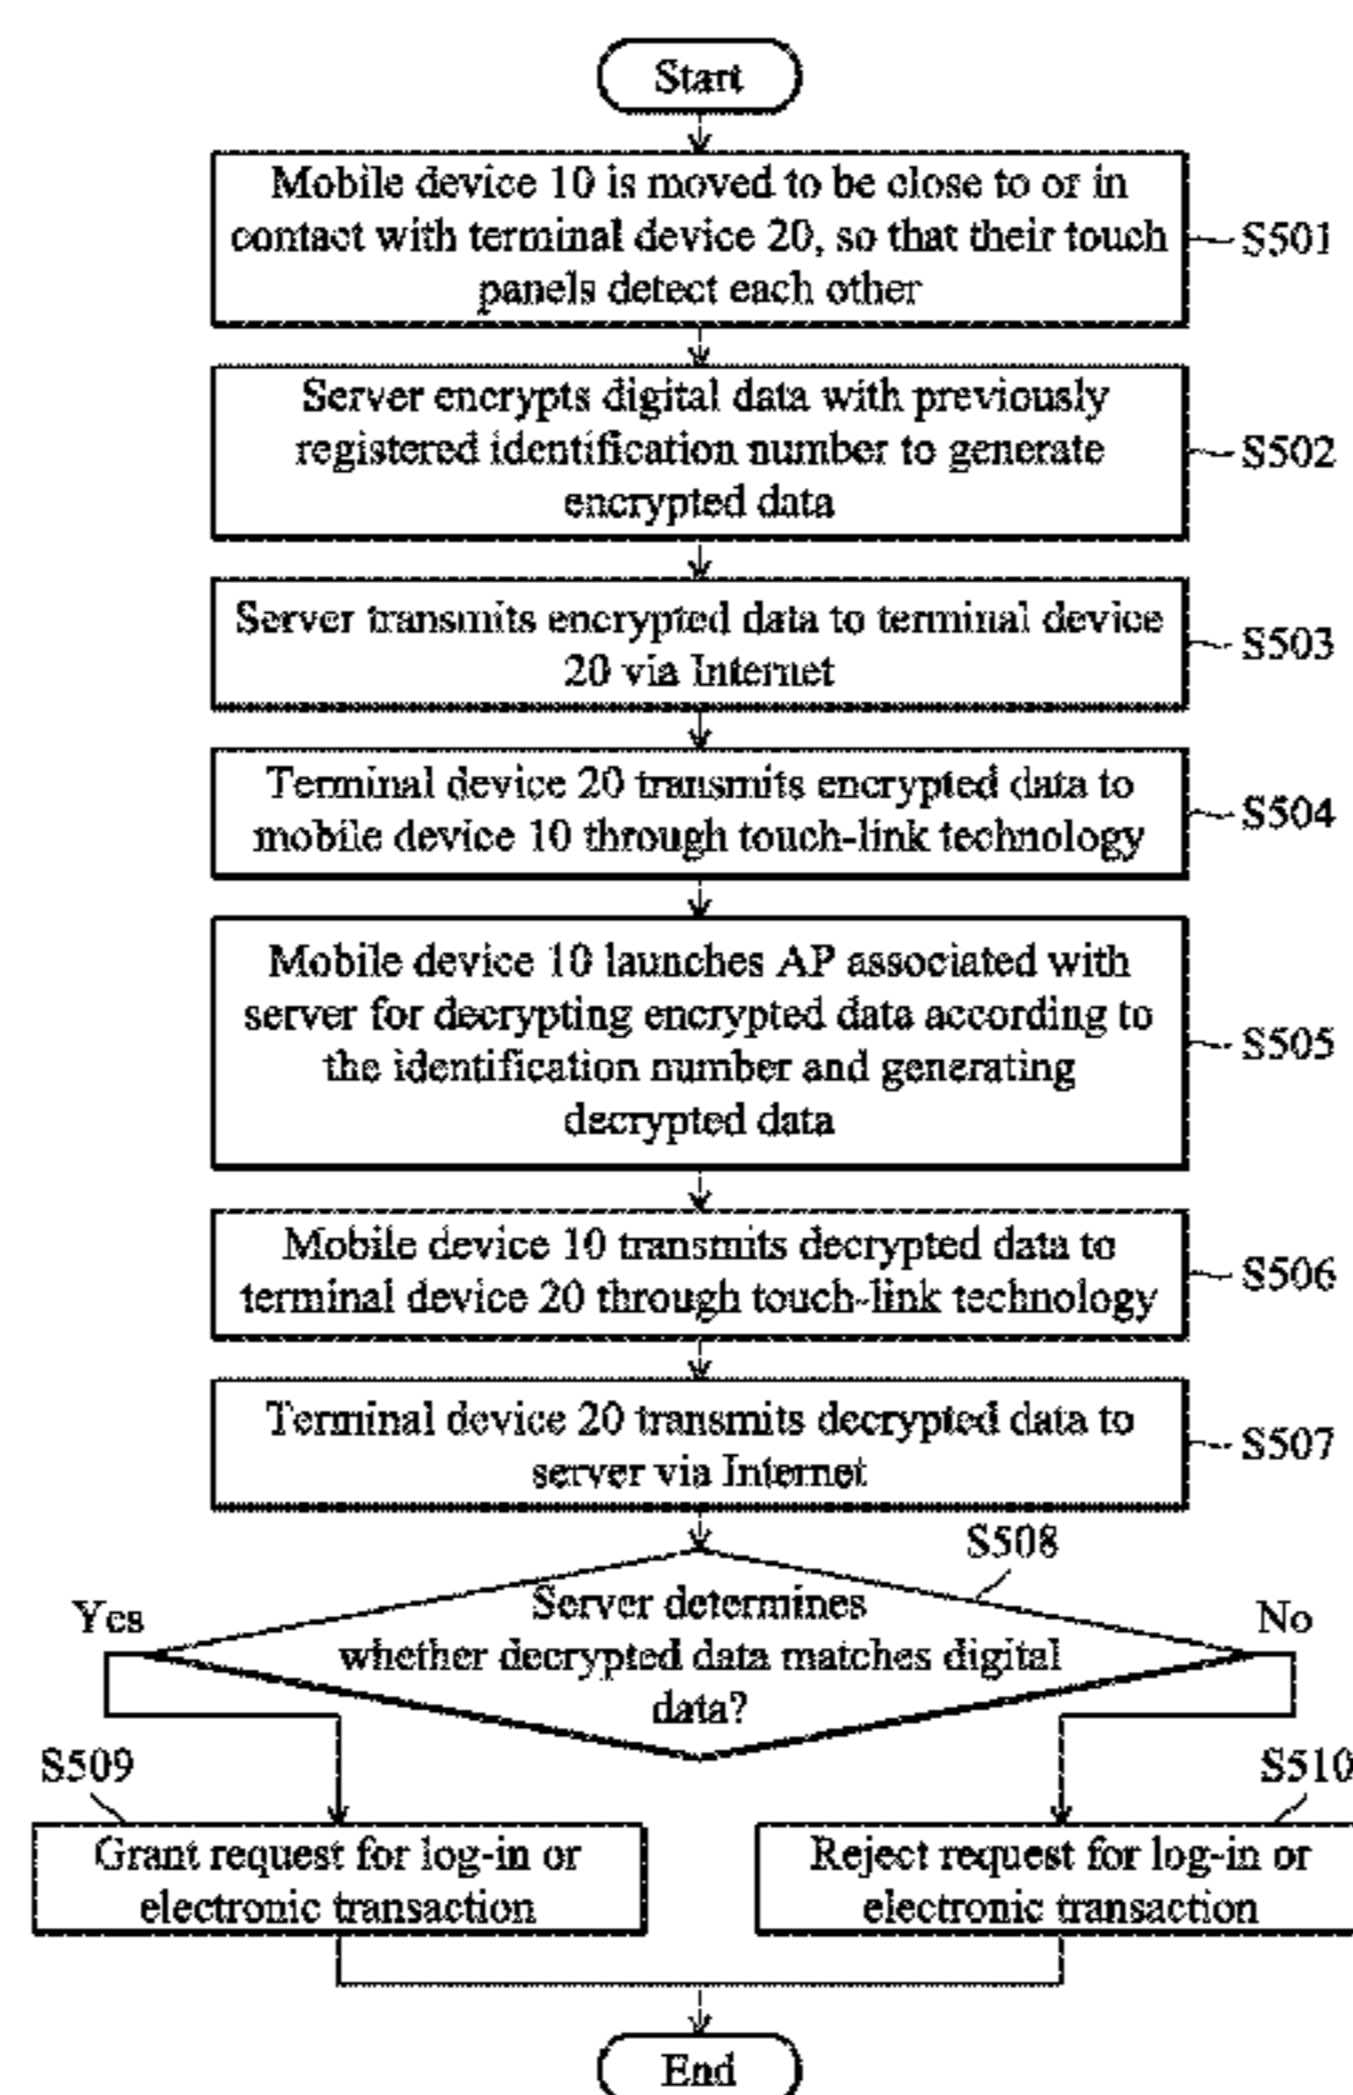 Start
Mobile device 10 is moved to be close to or in
contact with terminal device 20, so that their touch
panels detect each other
S501
Server encrypts digital data with previously
registered identification number to generate
encrypted data
S502
Server transmits encrypted data to terminal device
20 via Internet
S503
Terminal device 20 transmits encrypted data to
mobile device 10 through touch-link technology
S504
Mobile device 10 launches AP associated with
server for decrypting encrypted data according to
the identification number and generating
decrypted data
S505
Mobile device 10 transmits decrypted data to
terminal device 20 through touch-link technology
S506
Terminal device 20 transmits decrypted data to
server via Internet
S507
S508
Server determines
whether decrypted data matches digital
data?
Yes
No
S509
Grant request for log-in or
electronic transaction
S510
Reject request for log-in or
electronic transaction
End